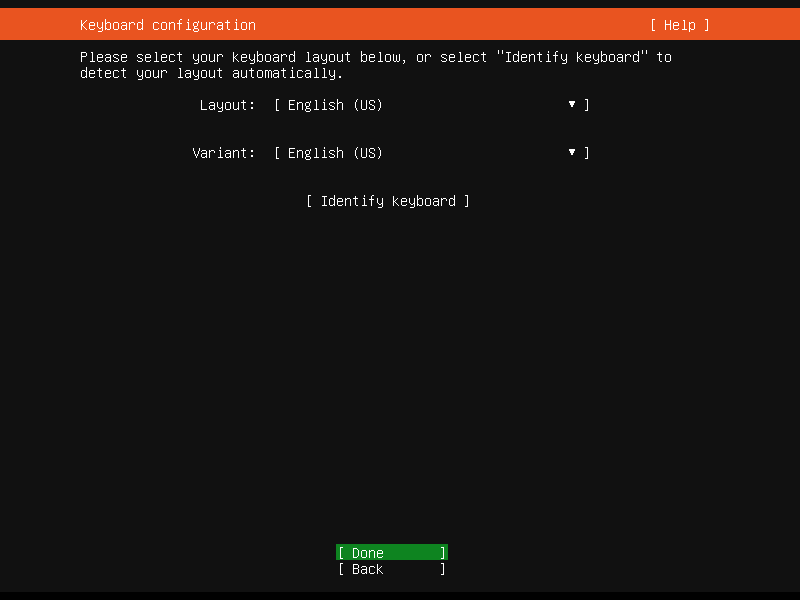 Keyboard configuration [ Help ]
Please select your keyboard layout below, or select "Identify keyboard" to
detect your layout automatically.
Layout: [ English (US) ▼ ]
Variant: [ English (US) ▼ ]
[ Identify keyboard ]
[ Done ]
[ Back ]